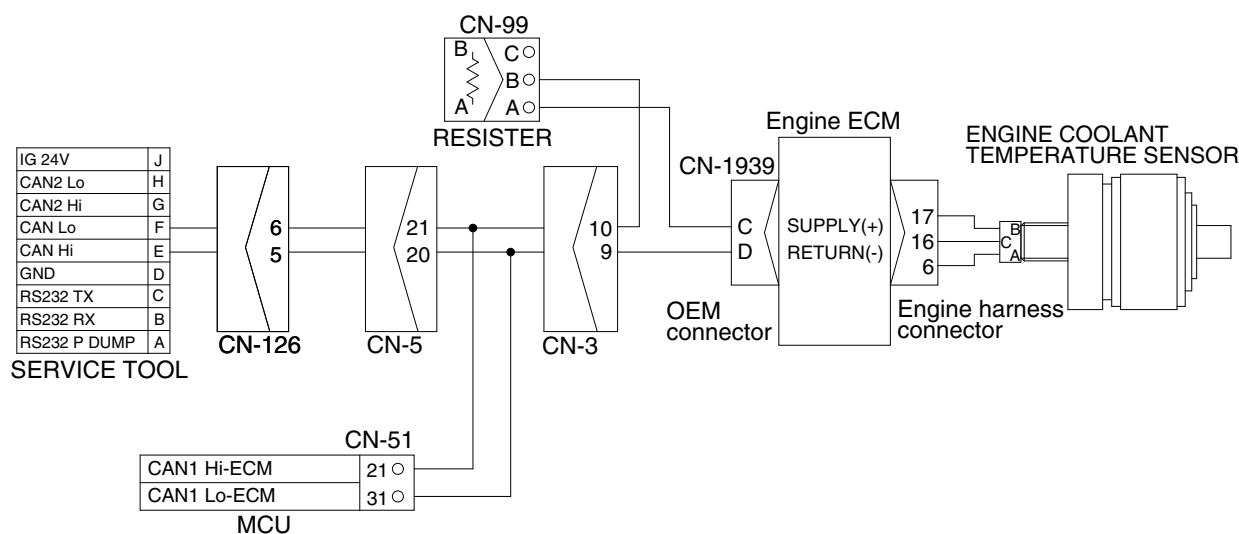 CN-99
B
C
B
A
A
RESISTER
Engine ECM
ENGINE COOLANT
TEMPERATURE SENSOR
CN-1939
IG 24V J
CAN2 Lo H
CAN2 Hi G
CAN Lo F
CAN Hi E
GND D
RS232 TX C
RS232 RX B
RS232 P DUMP A
SERVICE TOOL
6
5
CN-126
21
20
CN-5
10
9
CN-3
C
D
OEM
connector
SUPPLY(+)
RETURN(-)
17
16
6
Engine harness
connector
B
C
A
CN-51
CAN1 Hi-ECM 21
CAN1 Lo-ECM 31
MCU